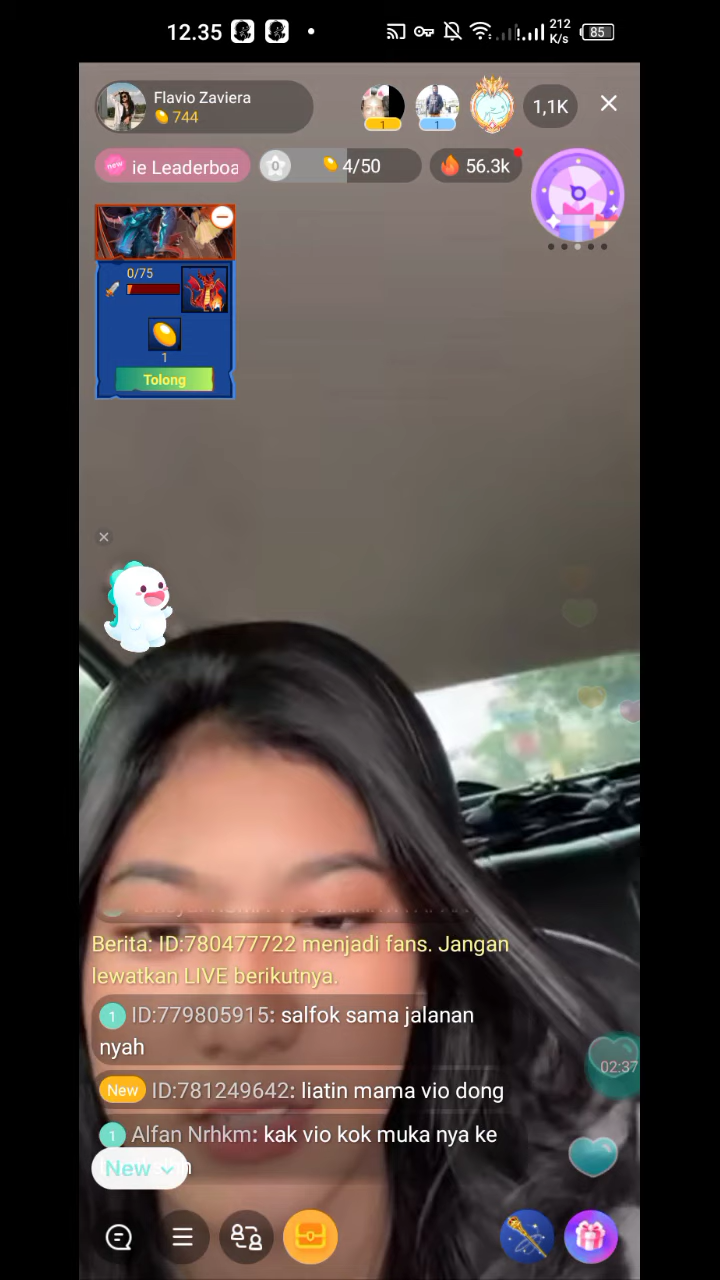 12.35
212
K/s
85
Flavio Zaviera
744
1
1
1,1K
new ie Leaderboa
0
4/50
56.3k
0/75
1
Tolong
Berita: ID:780477722 menjadi fans. Jangan
lewatkan LIVE berikutnya.
1 ID:779805915: salfok sama jalanan
nyah
New ID:781249642: liatin mama vio dong
02:37
1 Alfan Nrhkm: kak vio kok muka nya ke
New